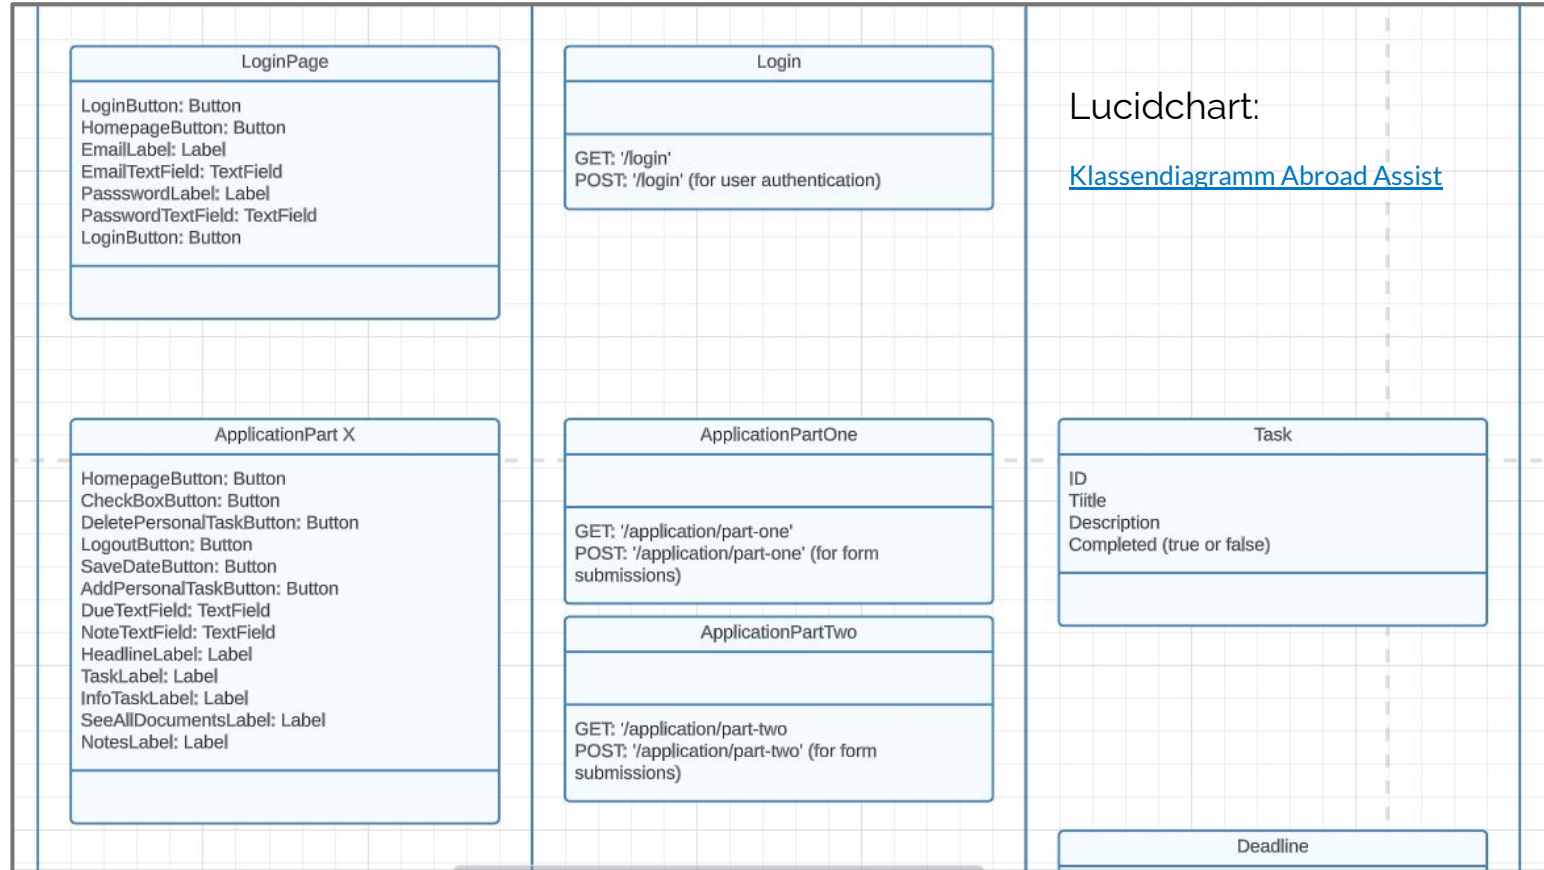 LoginPage
LoginButton: Button
HomepageButton: Button
EmailLabel: Label
EmailTextField: TextField
PassswordLabel: Label
PasswordTextField: TextField
LoginButton: Button
Login
GET: '/login'
POST: '/login' (for user authentication)
Lucidchart:
Klassendiagramm Abroad Assist
ApplicationPart X
HomepageButton: Button
CheckBoxButton: Button
DeletePersonalTaskButton: Button
LogoutButton: Button
SaveDateButton: Button
AddPersonalTaskButton: Button
DueTextField: TextField
NoteTextField: TextField
HeadlineLabel: Label
TaskLabel: Label
InfoTaskLabel: Label
SeeAllDocumentsLabel: Label
NotesLabel: Label
ApplicationPartOne
GET: '/application/part-one'
POST: '/application/part-one' (for form
submissions)
ApplicationPartTwo
GET: '/application/part-two
POST: '/application/part-two' (for form
submissions)
Task
ID
Tiitle
Description
Completed (true or false)
Deadline